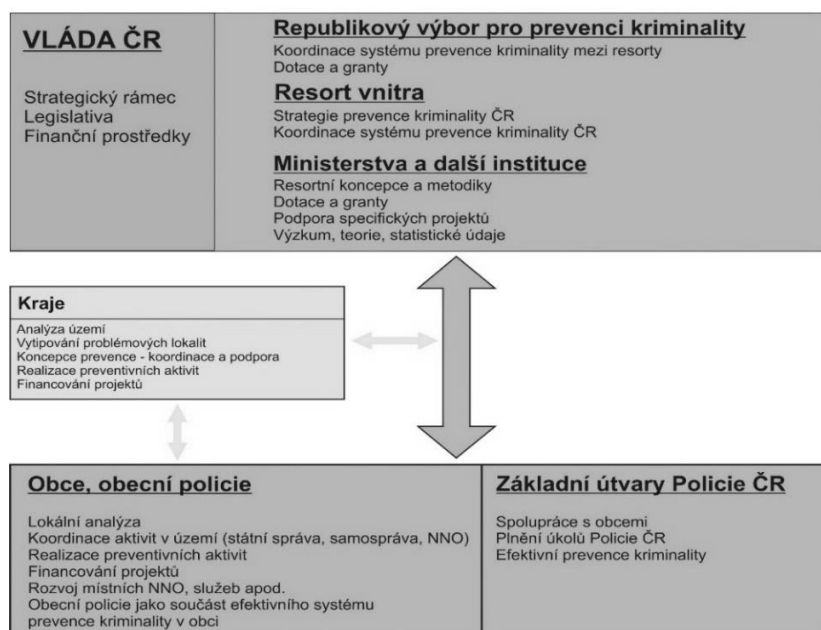 VLÁDA ČR
Strategický rámec
Legislativa
Finanční prostředky
Republikový výbor pro prevenci kriminality
Koordinace systému prevence kriminality mezi resorty
Dotace a granty
Resort vnitra
Strategie prevence kriminality ČR
Koordinace systému prevence kriminality ČR
Ministerstva a další instituce
Resortní koncepce a metodiky
Dotace a granty
Podpora specifických projektů
Výzkum, teorie, statistické údaje
Kraje
Analýza území
Vytipování problémových lokalit
Koncepce prevence - koordinace a podpora
Realizace preventivních aktivit
Financování projektů
Obce, obecní policie
Lokální analýza
Koordinace aktivit v území (státní správa, samospráva, NNO)
Realizace preventivních aktivit
Financování projektů
Rozvoj místních NNO, služeb apod.
Obecní policie jako součást efektivního systému
prevence kriminality v obci
Základní útvary Policie ČR
Spolupráce s obcemi
Plnění úkolů Policie ČR
Efektivní prevence kriminality